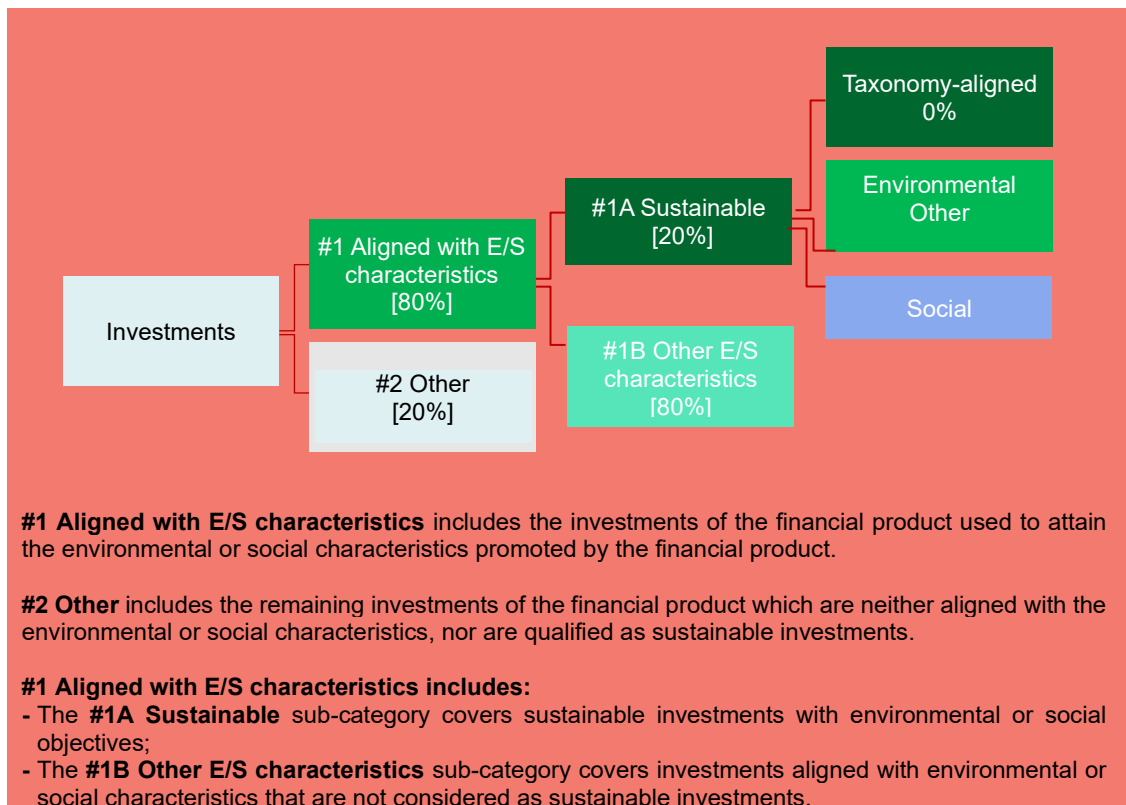 Taxonomy-aligned
0%
Environmental
Other
#1A Sustainable
[20%]
#1 Aligned with E/S
characteristics
[80%]
Social
Investments
#1B Other E/S
characteristics
[80%]
#2 Other
[20%]
#1 Aligned with E/S characteristics includes the investments of the financial product used to attain
the environmental or social characteristics promoted by the financial product.
#2 Other includes the remaining investments of the financial product which are neither aligned with the
environmental or social characteristics, nor are qualified as sustainable investments.
#1 Aligned with E/S characteristics includes:
- The #1A Sustainable sub-category covers sustainable investments with environmental or social
objectives;
- The #1B Other E/S characteristics sub-category covers investments aligned with environmental or
social characteristics that are not considered as sustainable investments.